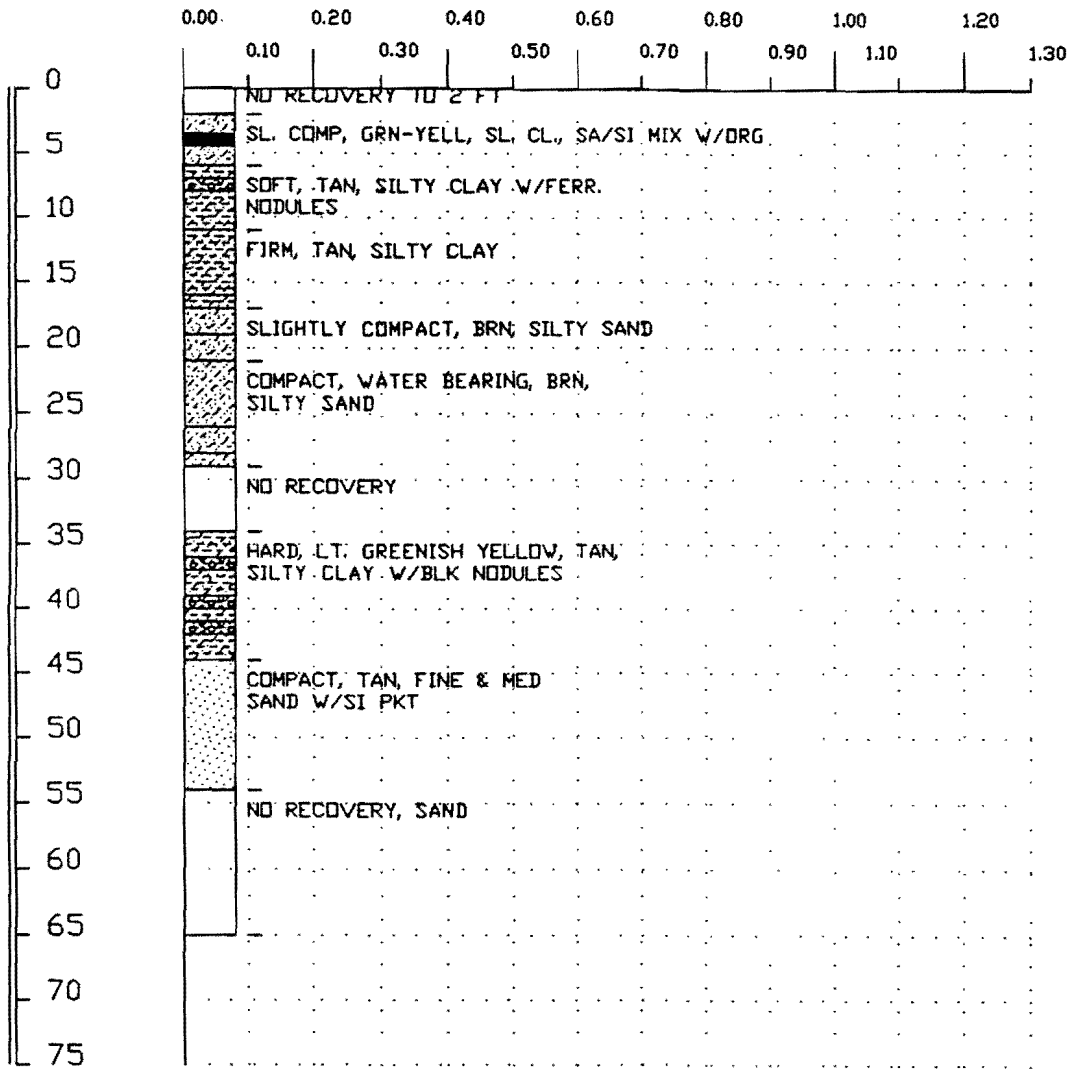 0.00 0.20 0.40 0.60 0.80 1.00 1.20
0.10 0.30 0.50 0.70 0.90 1.10 1.30
0
NO RECOVERY TO 2 FT
SL. COMP, GRN-YELL, SL. CL., SA/SI MIX W/ORG
5
SOFT, TAN, SILTY CLAY W/FERR.
NODULES
10
FIRM, TAN, SILTY CLAY
15
SLIGHTLY COMPACT, BRN, SILTY SAND
20
COMPACT, WATER BEARING, BRN,
SILTY SAND
25
30
NO RECOVERY
35
HARD, LT. GREENISH YELLOW, TAN,
SILTY CLAY W/BLK NODULES
40
45
COMPACT, TAN, FINE & MED
SAND W/SI PKT
50
55
NO RECOVERY, SAND
60
65
70
75